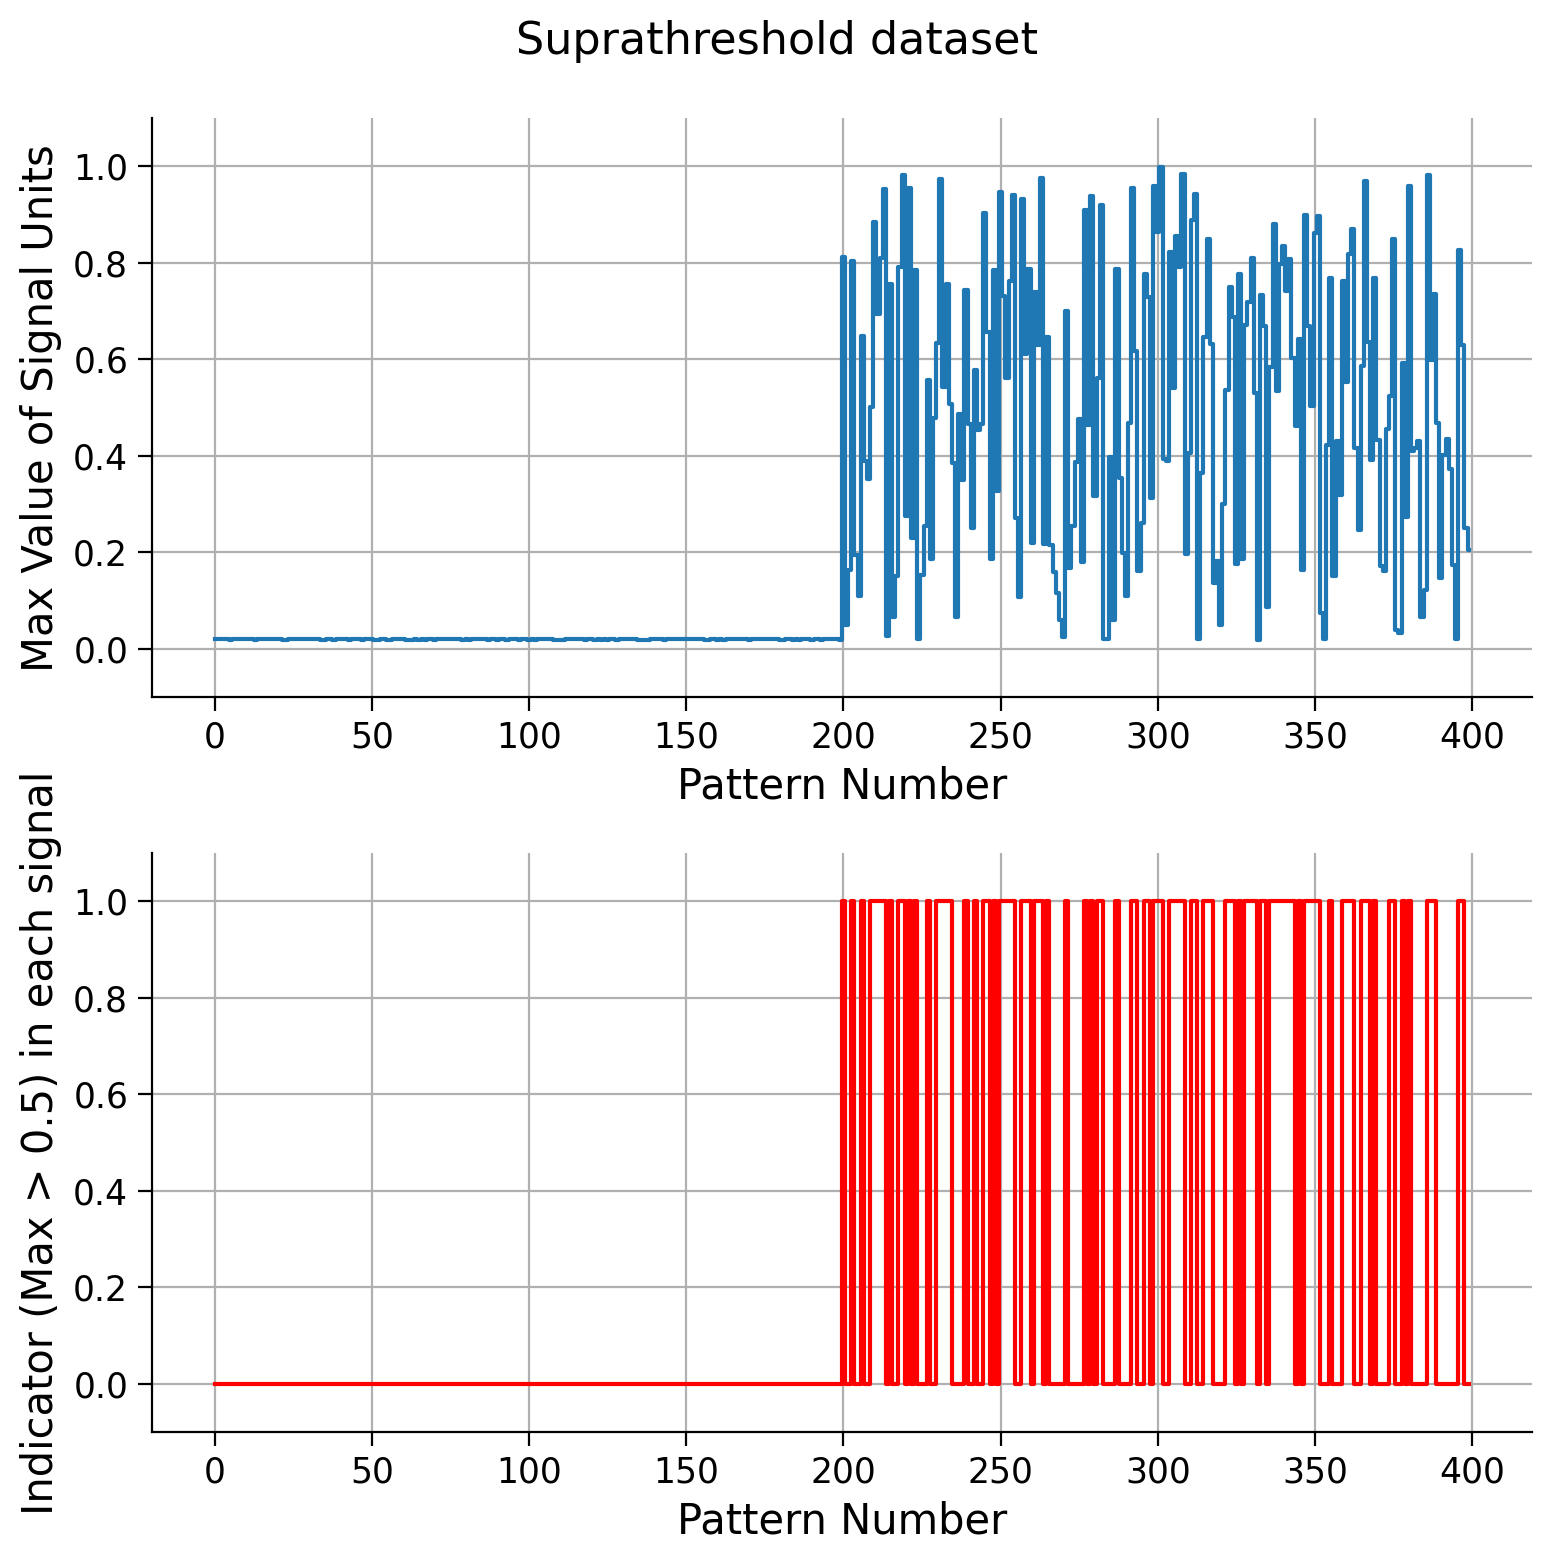 Suprathreshold dataset
Max Value of Signal Units
1.0
0.8
0.6
0.4
0.2
0.0
0 50 100 150 200 250 300 350 400
Pattern Number
Indicator (Max > 0.5) in each signal
1.0
0.8
0.6
0.4
0.2
0.0
0 50 100 150 200 250 300 350 400
Pattern Number